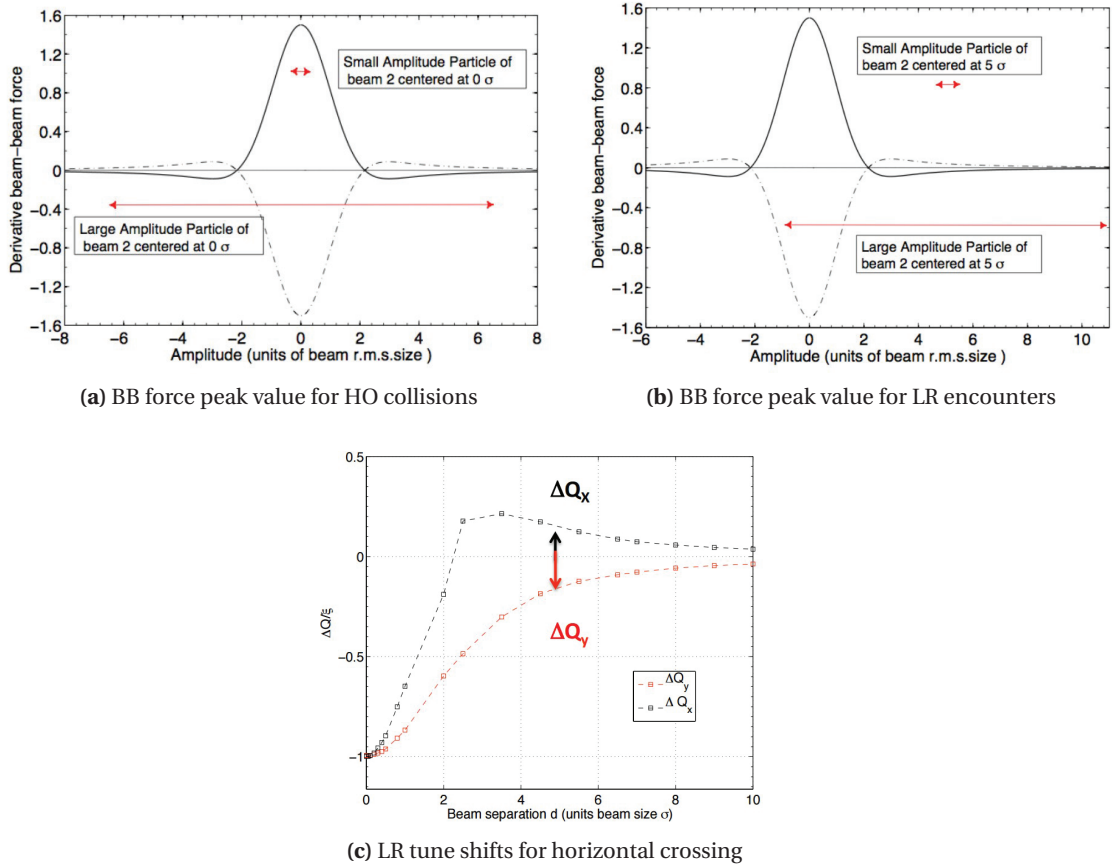 1.6
1.2
0.8
0.4
0
−0.4
−0.8
−1.2
−1.6
Derivative beam−beam force
Small Amplitude Particle of
beam 2 centered at 0 σ
Large Amplitude Particle of
beam 2 centered at 0 σ
−8 −6 −4 −2 0 2 4 6 8
Amplitude (units of beam r.m.s.size )
(a) BB force peak value for HO collisions
1.6
1.2
0.8
0.4
0
−0.4
−0.8
−1.2
−1.6
Derivative beam−beam force
Small Amplitude Particle of
beam 2 centered at 5 σ
Large Amplitude Particle of
beam 2 centered at 5 σ
−6 −4 −2 0 2 4 6 8 10
Amplitude (units of beam r.m.s.size )
(b) BB force peak value for LR encounters
0.5
0
−0.5
−1
ΔQ/ξ
ΔQx
ΔQy
ΔQy
Δ Qx
0 2 4 6 8 10
Beam separation d (units beam size σ)
(c) LR tune shifts for horizontal crossing